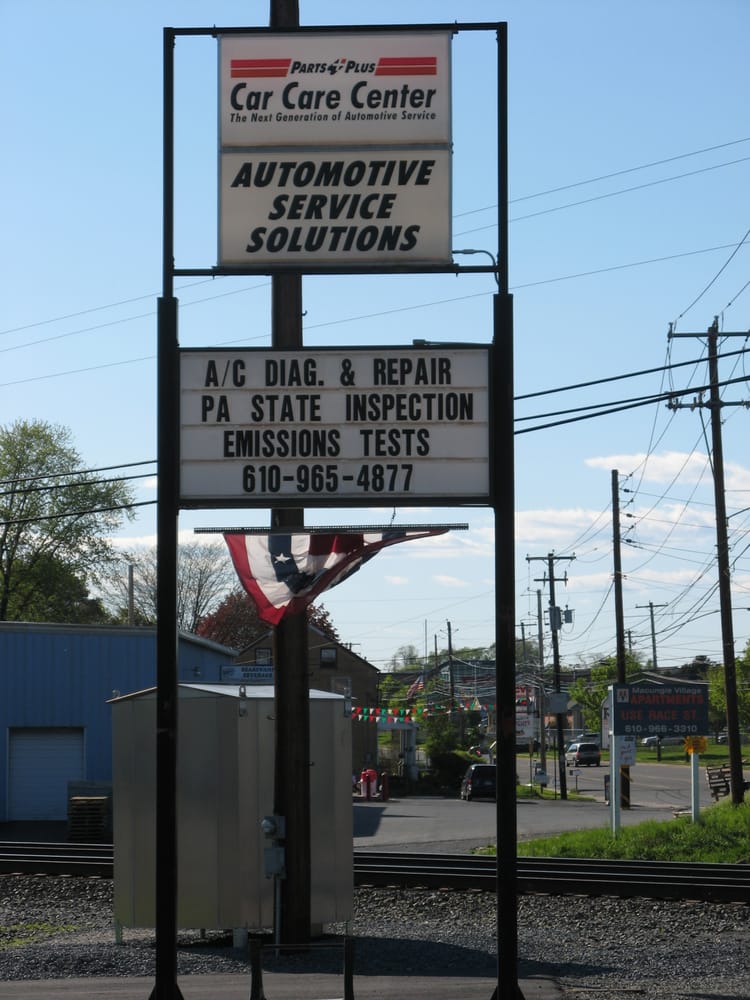 PARTS PLUS
Car Care Center
The Next Generation of Automotive Service
AUTOMOTIVE
SERVICE
SOLUTIONS
A/C DIAG. & REPAIR
PA STATE INSPECTION
EMISSIONS TESTS
610-965-4877
BEVERAGE
Macungie Village
APARTMENTS
USE RACE ST.
610-966-3310